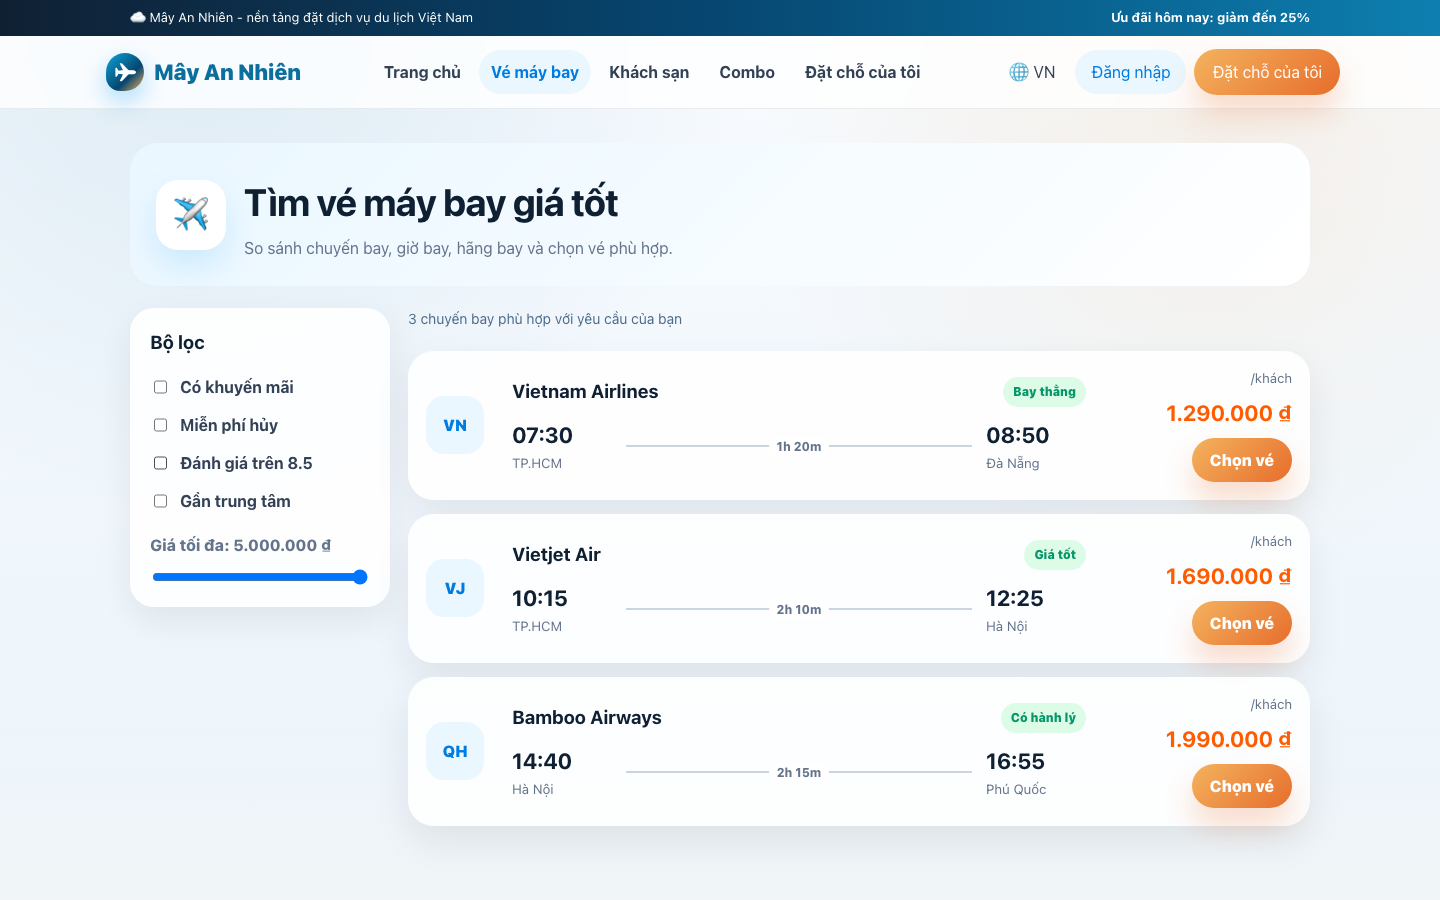 Mây An Nhiên - nền tảng đặt dịch vụ du lịch Việt Nam
Ưu đãi hôm nay: giảm đến 25%
Mây An Nhiên
Trang chủ
Vé máy bay
Khách sạn
Combo
Đặt chỗ của tôi
VN
Đăng nhập
Đặt chỗ của tôi
Tìm vé máy bay giá tốt
So sánh chuyến bay, giờ bay, hãng bay và chọn vé phù hợp.
Bộ lọc
Có khuyến mãi
Miễn phí hủy
Đánh giá trên 8.5
Gần trung tâm
Giá tối đa: 5.000.000 ₫
3 chuyến bay phù hợp với yêu cầu của bạn
VN
Vietnam Airlines
Bay thẳng
07:30
TP.HCM
1h 20m
08:50
Đà Nẵng
/khách
1.290.000 ₫
Chọn vé
VJ
Vietjet Air
Giá tốt
10:15
TP.HCM
2h 10m
12:25
Hà Nội
/khách
1.690.000 ₫
Chọn vé
QH
Bamboo Airways
Có hành lý
14:40
Hà Nội
2h 15m
16:55
Phú Quốc
/khách
1.990.000 ₫
Chọn vé